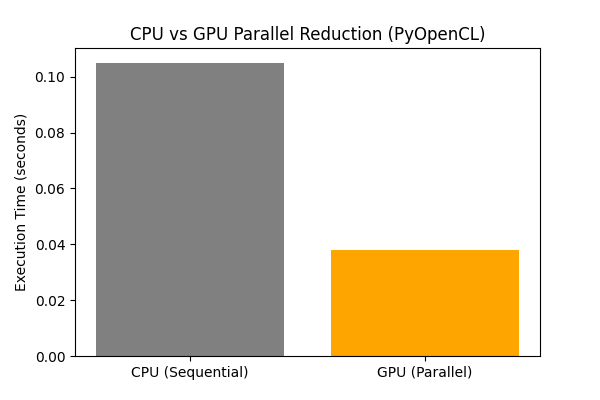 CPU vs GPU Parallel Reduction (PyOpenCL)
Execution Time (seconds)
0.10
0.08
0.06
0.04
0.02
0.00
CPU (Sequential)
GPU (Parallel)